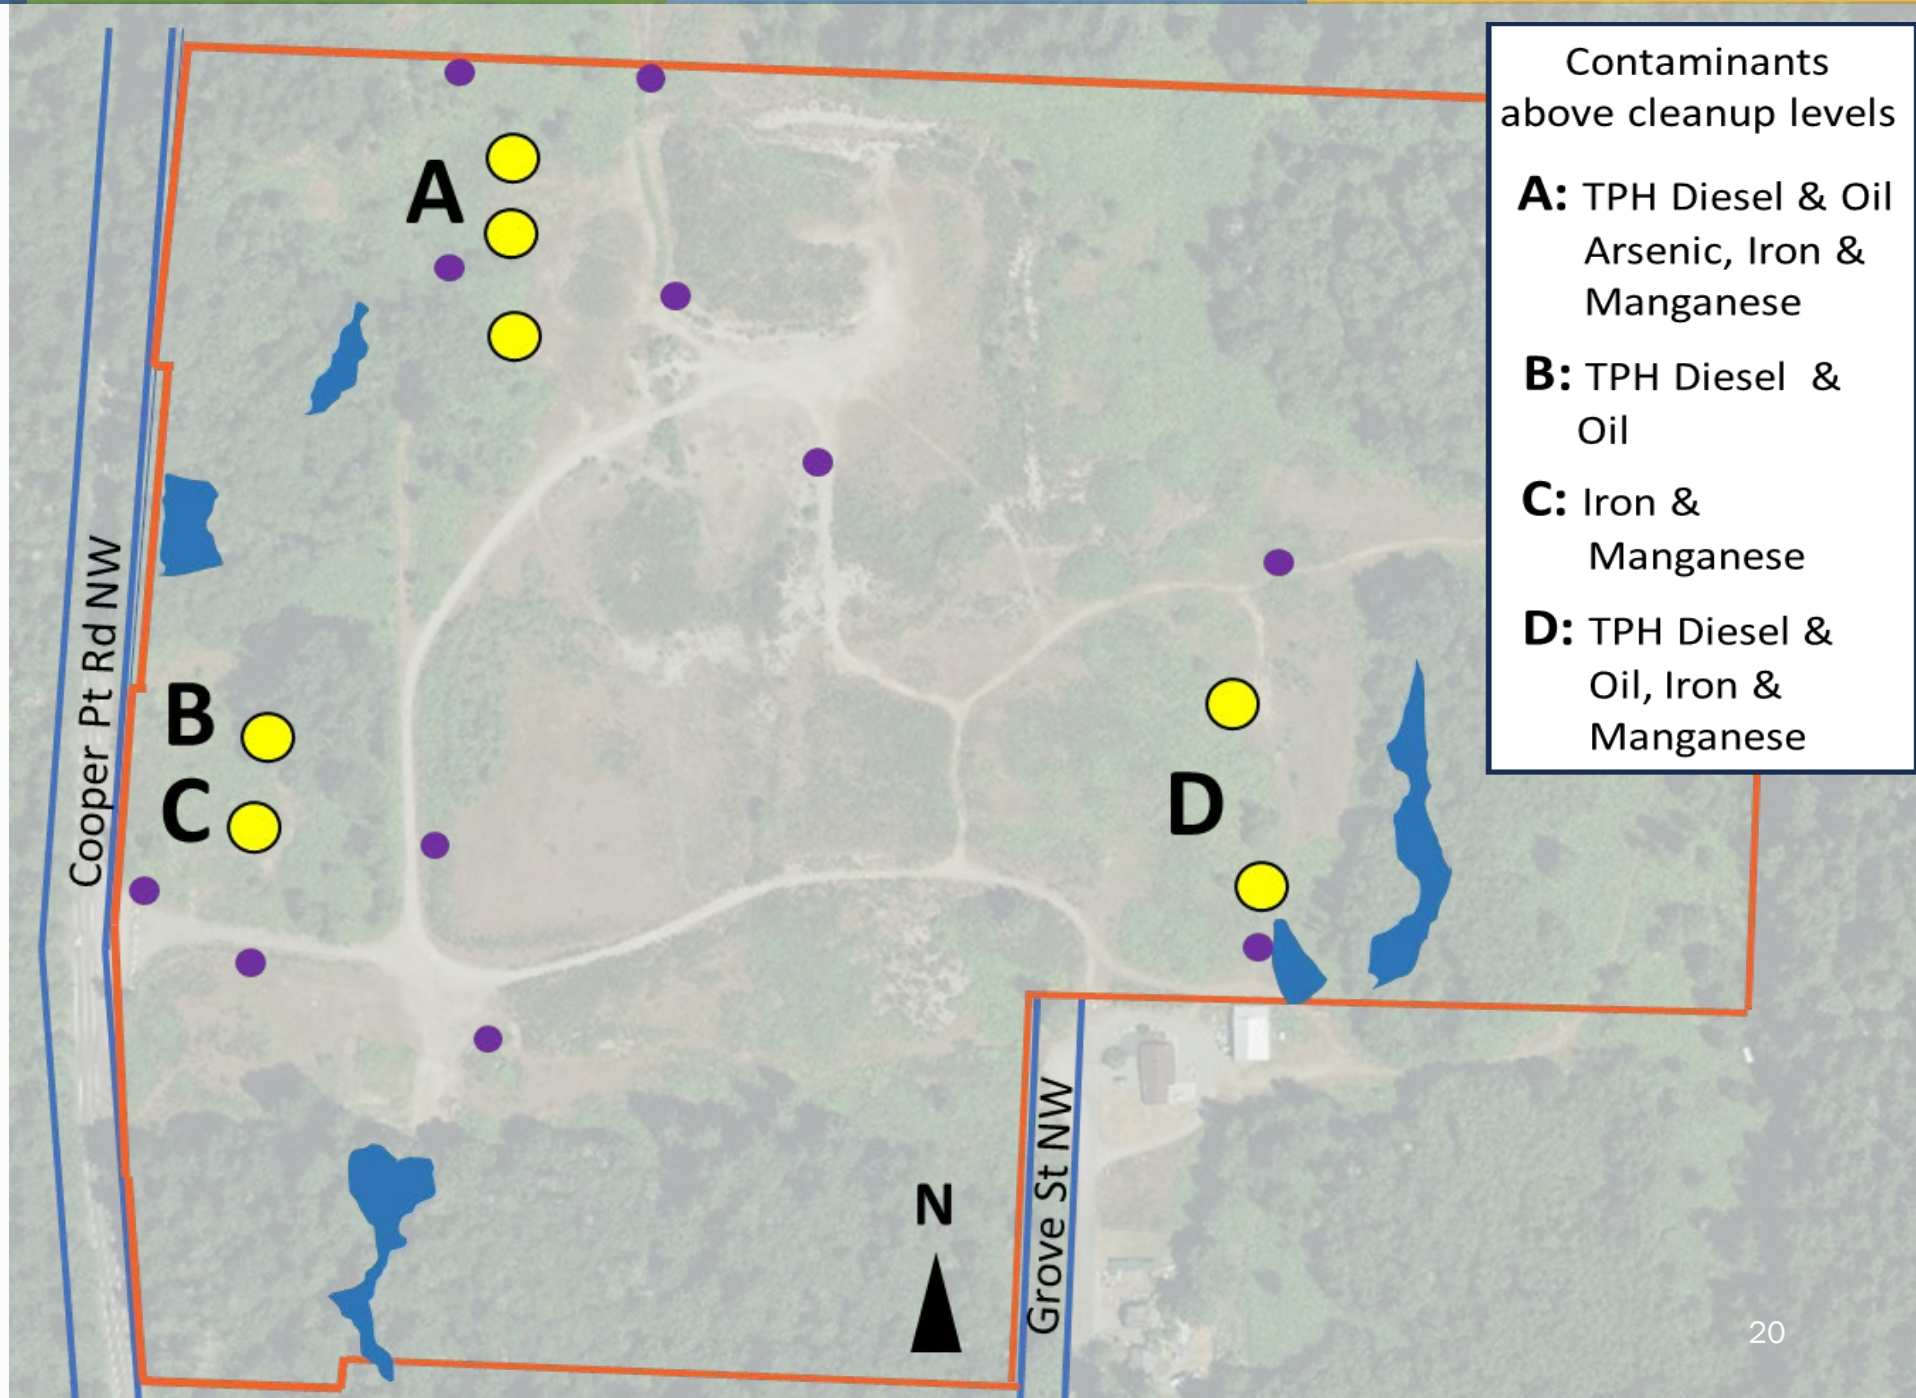 Contaminants
above cleanup levels
A: TPH Diesel & Oil
Arsenic, Iron &
Manganese
B: TPH Diesel &
Oil
C: Iron &
Manganese
D: TPH Diesel &
Oil, Iron &
Manganese
A
B
C
D
Cooper Pt Rd NW
N
Grove St NW
20